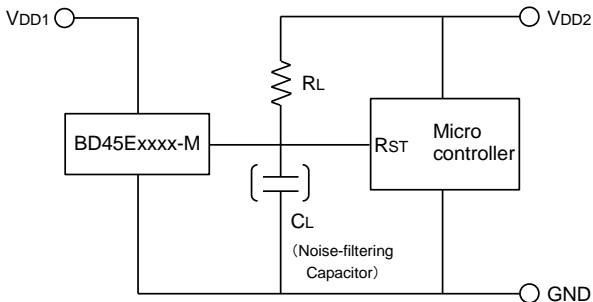 VDD1
VDD2
RL
BD45Exxxx-M
RST
Micro
controller
CL
(Noise-filtering
Capacitor)
GND